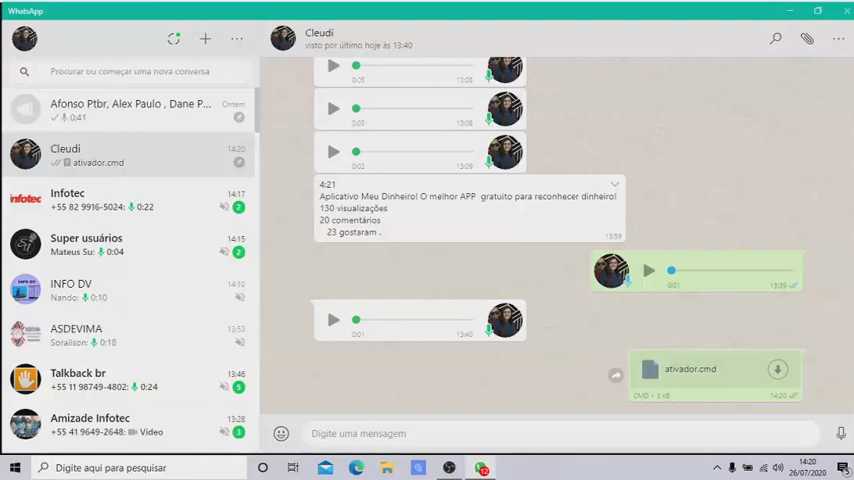 WhatsApp
Cleudi
visto por último hoje às 13:40
Procurar ou começar uma nova conversa
Afonso Ptbr, Alex Paulo , Dane P...
Ontem
0:41
Cleudi
14:20
ativador.cmd
Infotec
14:17
+55 82 9916-5024: 0:22
2
Super usuários
14:15
Mateus Su: 0:04
2
INFO DV
14:10
Nando: 0:10
ASDEVIMA
13:53
Sorailson: 0:18
Talkback br
13:46
+55 11 98749-4802: 0:24
5
Amizade Infotec
13:28
+55 41 9649-2648: Vídeo
3
0:05
13:08
0:03
13:08
0:02
13:09
4:21
Aplicativo Meu Dinheiro! O melhor APP gratuito para reconhecer dinheiro!
130 visualizações
20 comentários
23 gostaram .
13:39
0:01
13:39
0:01
13:40
ativador.cmd
CMD • 3 kB
14:20
Digite uma mensagem
Digite aqui para pesquisar
12
14:20
26/07/2020